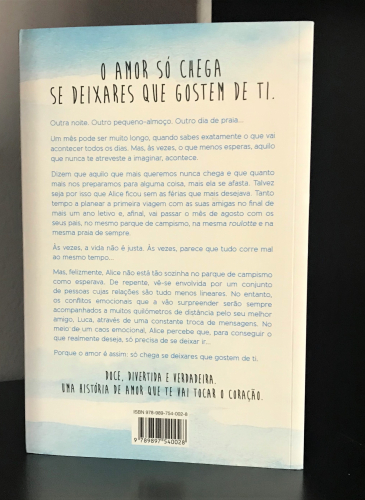 O AMOR SÓ CHEGA
SE DEIXARES QUE GOSTEM DE TI.
Outra noite. Outro pequeno-almoço. Outro dia de praia...
Um mês pode ser muito longo, quando sabes exatamente o que vai
acontecer todos os dias. Mas, às vezes, o que menos esperas, aquilo
que nunca te atreveste a imaginar, acontece.
Dizem que aquilo que mais queremos nunca chega e que quanto
mais nos preparamos para alguma coisa, mais ela se afasta. Talvez
seja por isso que Alice ficou sem as férias que mais desejava. Tanto
tempo a planear a primeira viagem com as suas amigas no final de
mais um ano letivo e, afinal, vai passar o mês de agosto com os
seus pais, no mesmo parque de campismo, na mesma roulotte e na
mesma praia de sempre.
Às vezes, a vida não é justa. Às vezes, parece que tudo corre mal
ao mesmo tempo...
Mas, felizmente, Alice não está tão sozinha no parque de campismo
como esperava. De repente, vê-se envolvida por um conjunto
de pessoas cujas relações são tudo menos lineares. No entanto,
os conflitos emocionais que a vão surpreender serão sempre
acompanhados a muitos quilómetros de distância pelo seu melhor
amigo, Luca, através de uma constante troca de mensagens. No
meio de um caos emocional, Alice percebe que, para conseguir o
que realmente deseja, só precisa de se deixar ir...
Porque o amor é assim: só chega se deixares que gostem de ti.
DOCE, DIVERTIDA E VERDADEIRA.
UMA HISTÓRIA DE AMOR QUE TE VAI TOCAR O CORAÇÃO.
ISBN 978-989-754-002-8
9 789897 540028